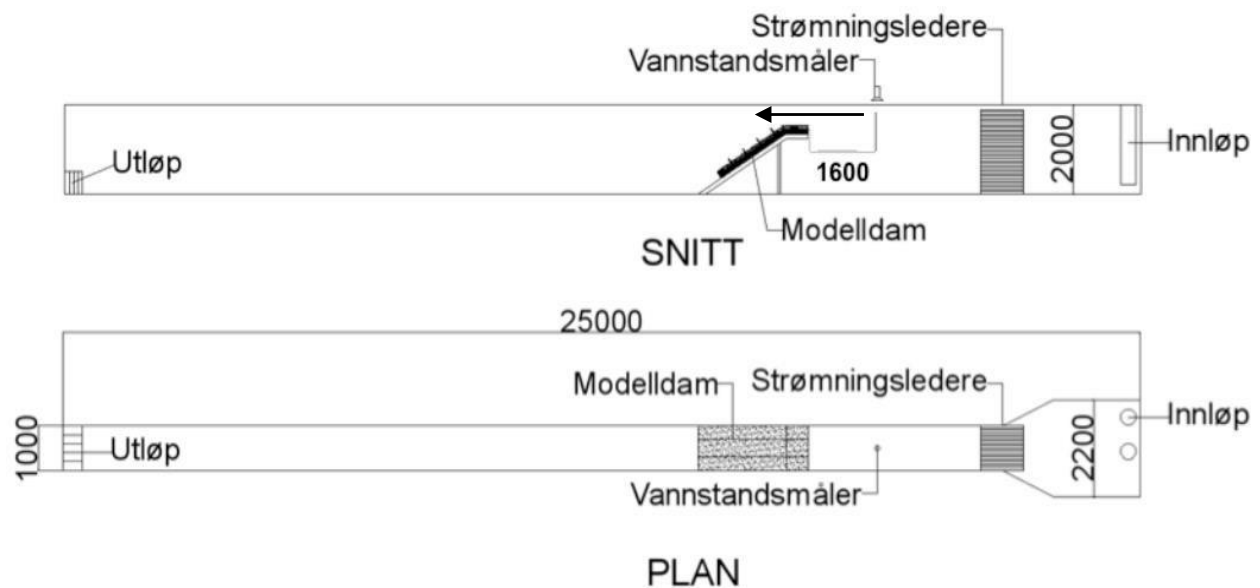 Strømningsledere
Vannstandsmåler
Utløp
1600
2000
Innløp
Modelldam
SNITT
25000
Modelldam
Strømningsledere
Innløp
1000
Utløp
2200
Vannstandsmåler
PLAN